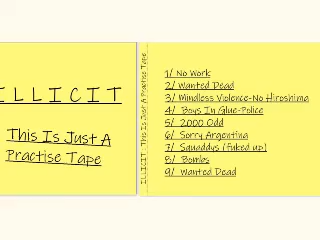 ILLICIT
This Is Just A
Practise Tape
ILLICIT : This Is Just A Practise Tape
1/ No Work
2/ Wanted Dead
3/ Mindless Violence-No Hiroshima
4/ Boys In Glue-Police
5/ 2000 Odd
6/ Sorry Argentina
7/ Squaddys (fuked up)
8/ Bombs
9/ Wanted Dead